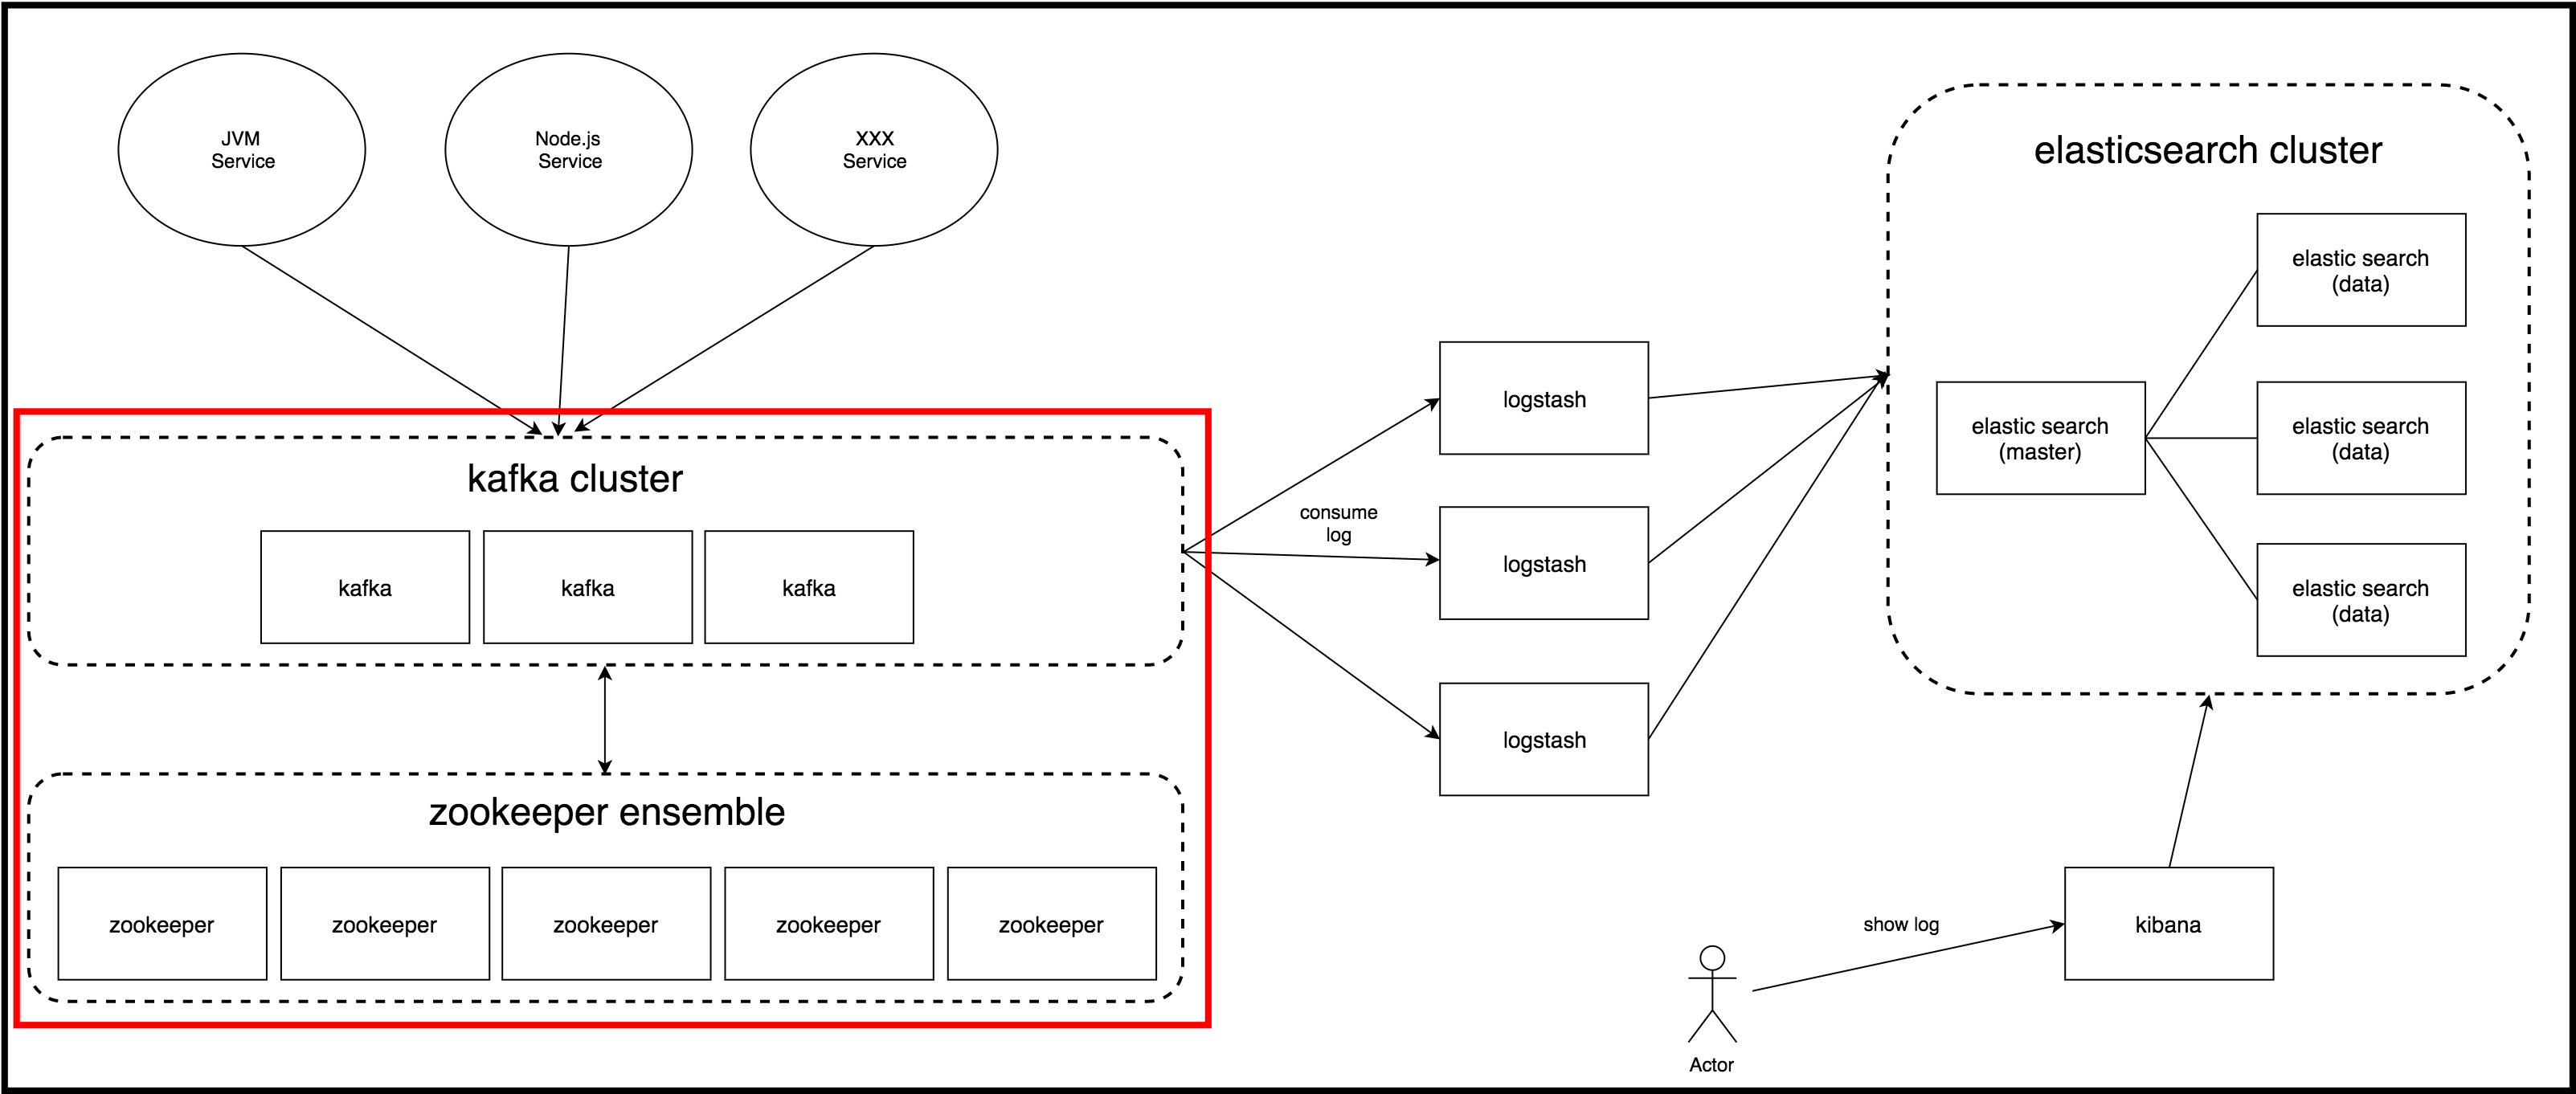 JVM
Service
Node.js
Service
XXX
Service
kafka cluster
kafka
kafka
kafka
zookeeper ensemble
zookeeper
zookeeper
zookeeper
zookeeper
zookeeper
consume
log
logstash
logstash
logstash
elasticsearch cluster
elastic search
(master)
elastic search
(data)
elastic search
(data)
elastic search
(data)
show log
kibana
Actor